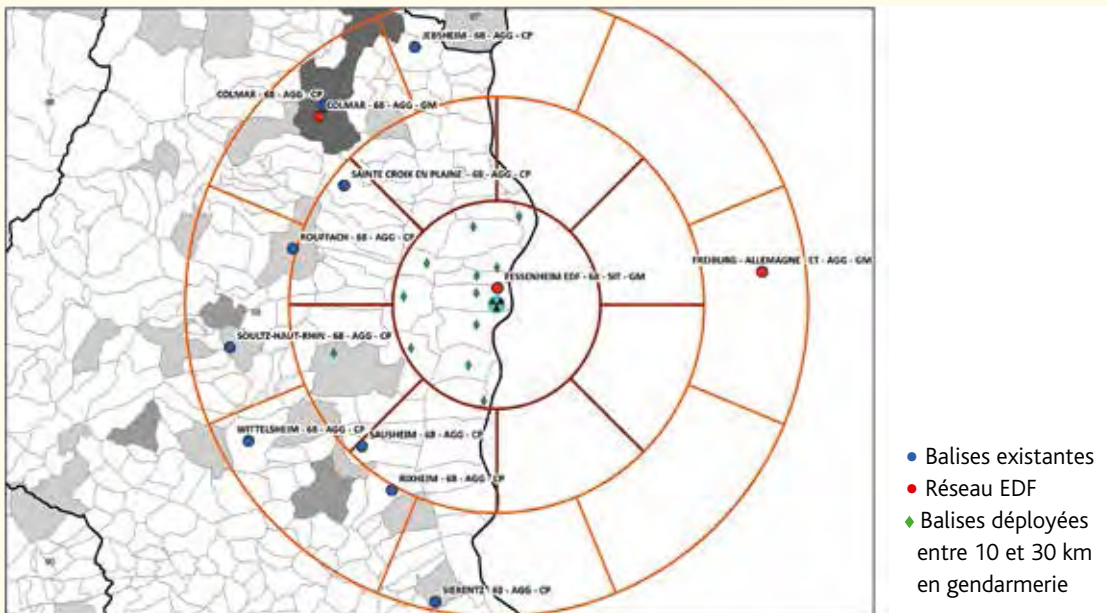 JEBSHEIM - 68 - AGG - CP
COLMAR - 68 - AGG - CP
COLMAR - 68 - AGG - GM
SAINTE CROIX EN PLAINE - 68 - AGG - CP
ROUFFACH - 68 - AGG - CP
FREIBURG - ALLEMAGNE - ET - AGG - GM
FESSENHEIM EDF - 68 - SIT - GM
SOULTZ-HAUT-RHIN - 68 - AGG - CP
WITTELSHEIM - 68 - AGG - CP
SAUSHEIM - 68 - AGG - CP
RIXHEIM - 68 - AGG - CP
SIERENTZ - 68 - AGG - CP
Balises existantes
Réseau EDF
Balises déployées
entre 10 et 30 km
en gendarmerie